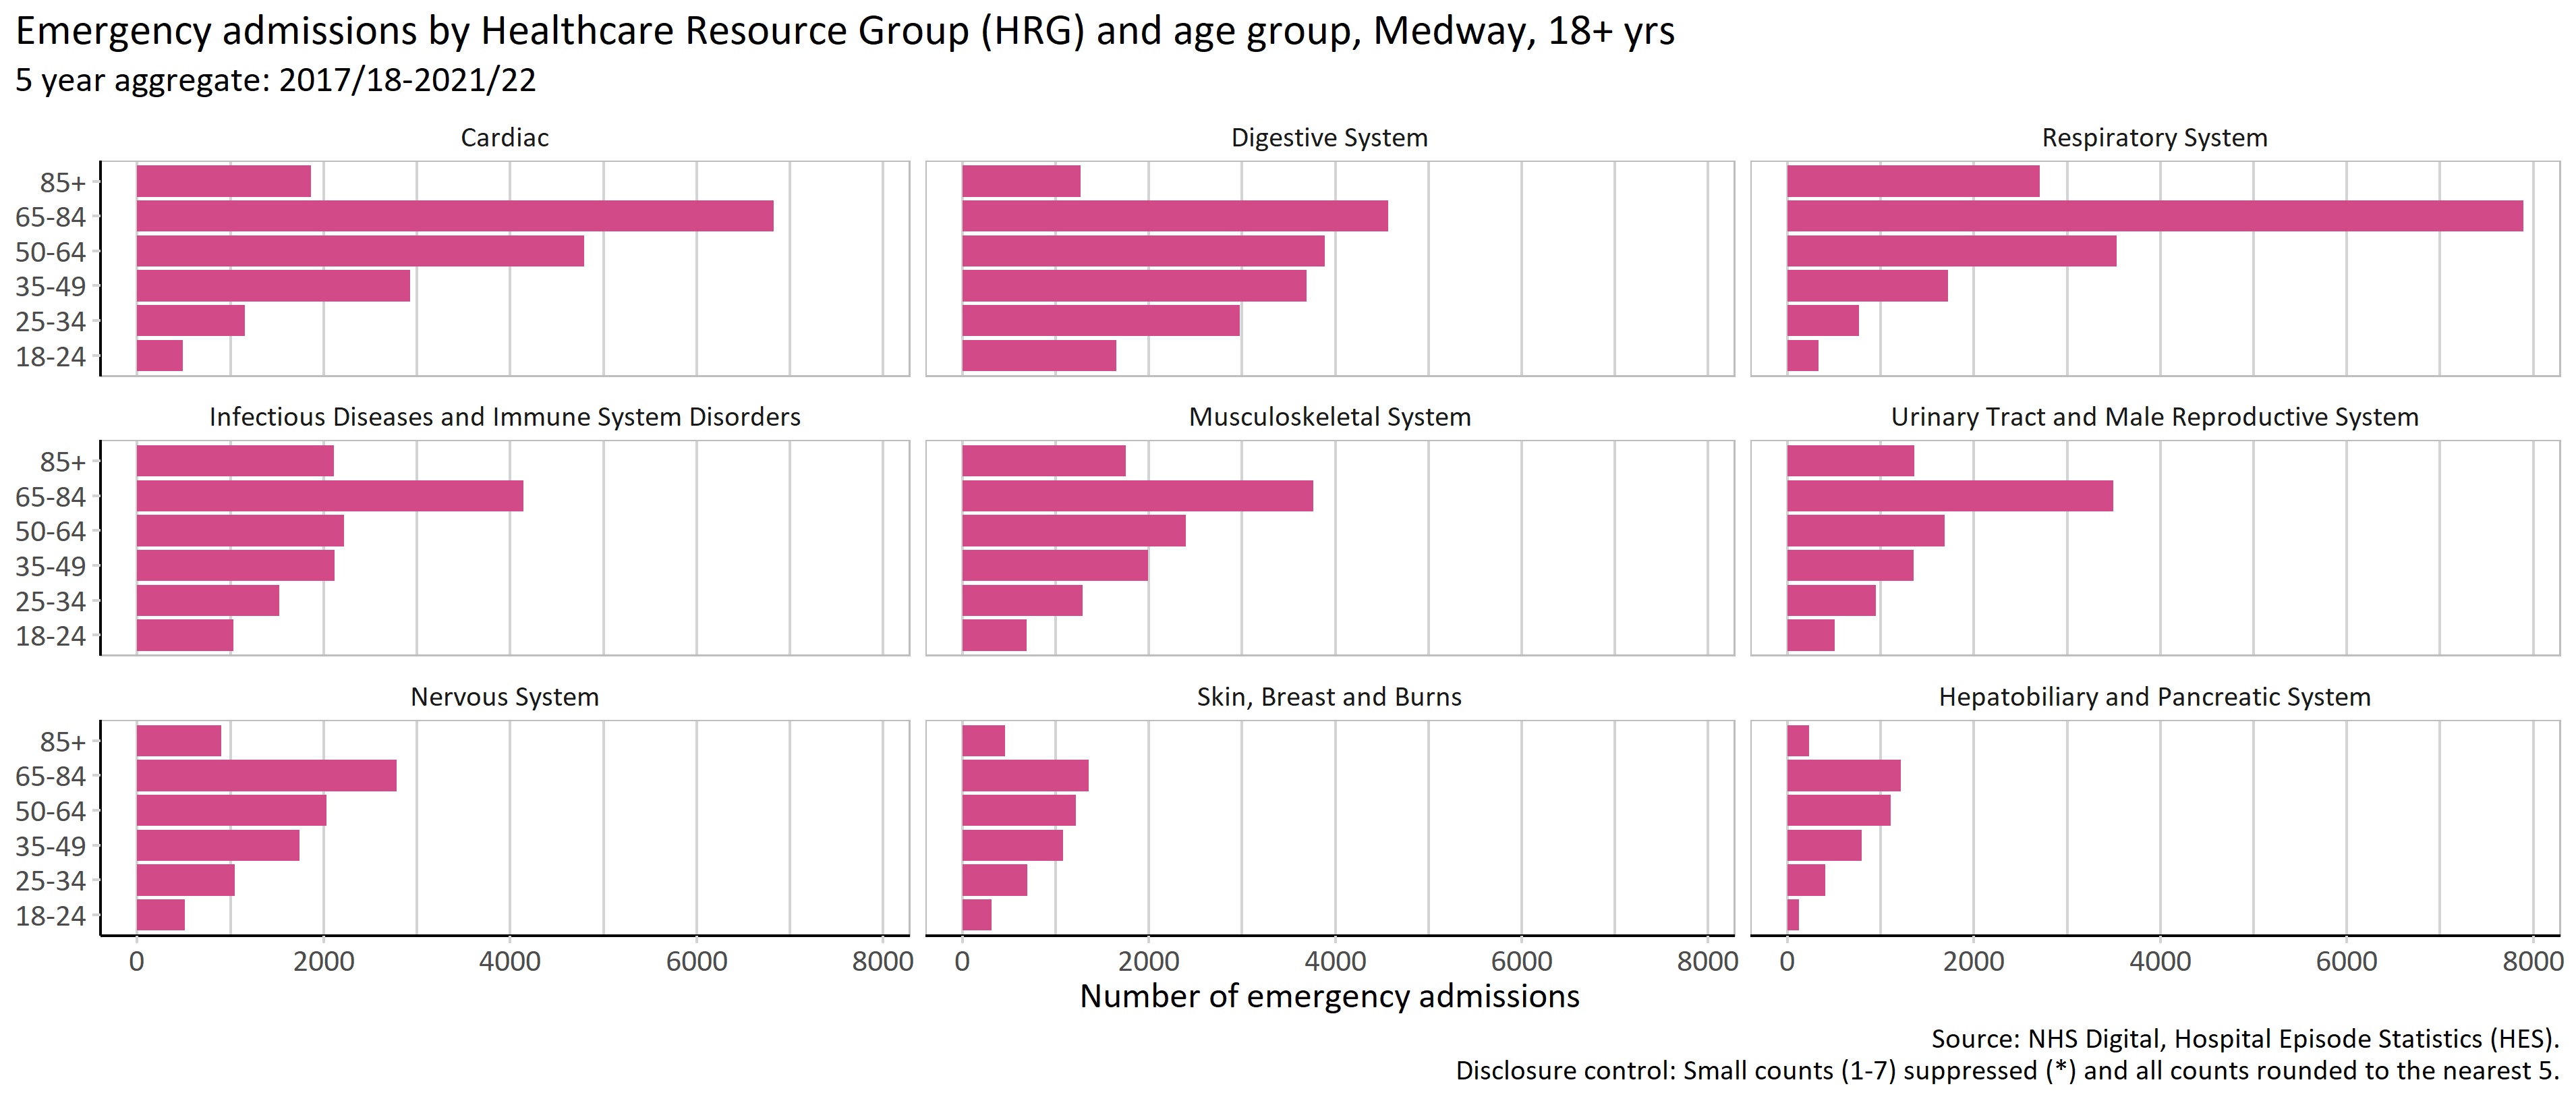 Emergency admissions by Healthcare Resource Group (HRG) and age group, Medway, 18+ yrs
5 year aggregate: 2017/18-2021/22
Cardiac
Digestive System
Respiratory System
85+
65-84
50-64
35-49
25-34
18-24
Infectious Diseases and Immune System Disorders
Musculoskeletal System
Urinary Tract and Male Reproductive System
85+
65-84
50-64
35-49
25-34
18-24
Nervous System
Skin, Breast and Burns
Hepatobiliary and Pancreatic System
85+
65-84
50-64
35-49
25-34
18-24
0 2000 4000 6000 8000
0 2000 4000 6000 8000
0 2000 4000 6000 8000
Number of emergency admissions
Source: NHS Digital, Hospital Episode Statistics (HES).
Disclosure control: Small counts (1-7) suppressed (*) and all counts rounded to the nearest 5.